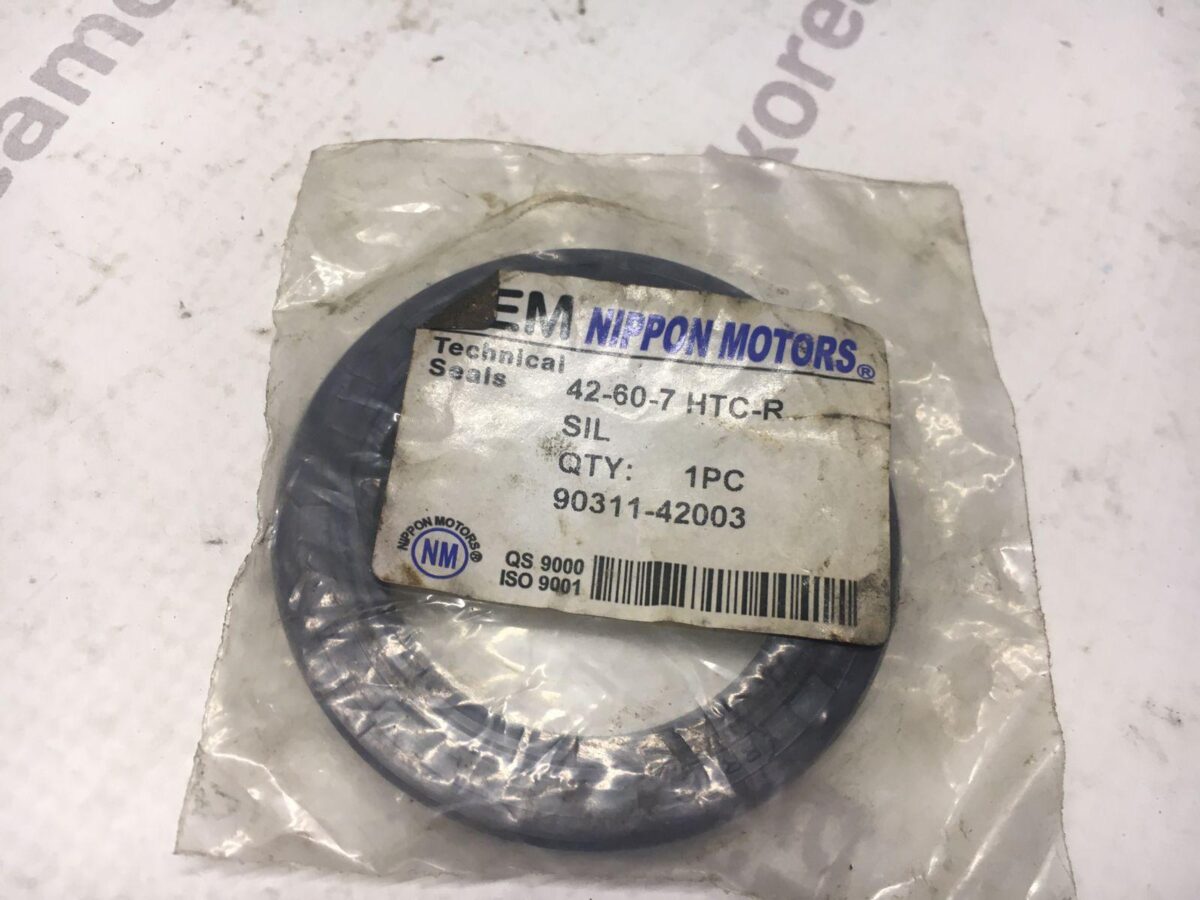 EM NIPPON MOTORS®
Technical
Seals
42-60-7 HTC-R
SIL
QTY: 1PC
90311-42003
NIPPON MOTORS®
NM
QS 9000
ISO 9001